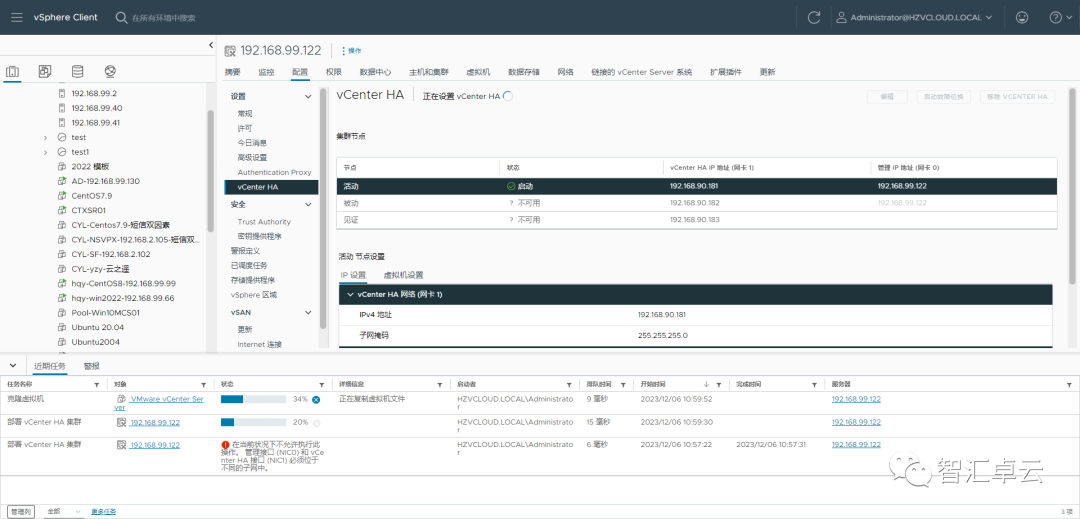 vSphere Client
在所有环境中搜索
Administrator@HZVCLOUD.LOCAL
192.168.99.2
192.168.99.40
192.168.99.41
test
test1
2022 模板
AD-192.168.99.130
CentOS7.9
CTXSR01
CYL-Centos7.9-短信双因素
CYL-NSVPX-192.168.2.105-短信双...
CYL-SF-192.168.2.102
CYL-yzy-云之遥
hqy-CentOS8-192.168.99.99
hqy-win2022-192.168.99.66
Pool-Win10MCS01
Ubuntu 20.04
Ubuntu2004
192.168.99.122
操作
摘要 监控 配置 权限 数据中心 主机和集群 虚拟机 数据存储 网络 链接的 vCenter Server 系统 扩展插件 更新
设置
常规
许可
今日消息
高级设置
Authentication Proxy
vCenter HA
安全
Trust Authority
密钥提供程序
警报定义
已调度任务
存储提供程序
vSphere 区域
vSAN
更新
Internet 连接
vCenter HA 正在设置 vCenter HA
编辑 启动故障切换 移除 VCENTER HA
集群节点
节点 状态 vCenter HA IP 地址 (网卡 1) 管理 IP 地址 (网卡 0)
活动 启动 192.168.90.181 192.168.99.122
被动 ? 不可用 192.168.90.182 192.168.99.122
见证 ? 不可用 192.168.90.183
活动 节点设置
IP 设置 虚拟机设置
vCenter HA 网络 (网卡 1)
IPv4 地址 192.168.90.181
子网掩码 255.255.255.0
近期任务 警报
任务名称 对象 状态 详细信息 启动者 排队时间 开始时间 完成时间 服务器
克隆虚拟机 VMware vCenter Ser 34% 正在复制虚拟机文件 HZVCLOUD.LOCAL\Administrato 9 毫秒 2023/12/06 10:59:52 192.168.99.122
ver r
部署 vCenter HA 集群 192.168.99.122 20% HZVCLOUD.LOCAL\Administrato 15 毫秒 2023/12/06 10:59:30 192.168.99.122
r
部署 vCenter HA 集群 192.168.99.122 在当前状况下不允许执行此 HZVCLOUD.LOCAL\Administrato 6 毫秒 2023/12/06 10:57:22 2023/12/06 10:57:31 192.168.99.122
操作。 管理接口 (NIC0) 和 vCe r
nter HA 接口 (NIC1) 必须位于
不同的子网中。
智汇卓云
管理列 全部 更多任务 3 项